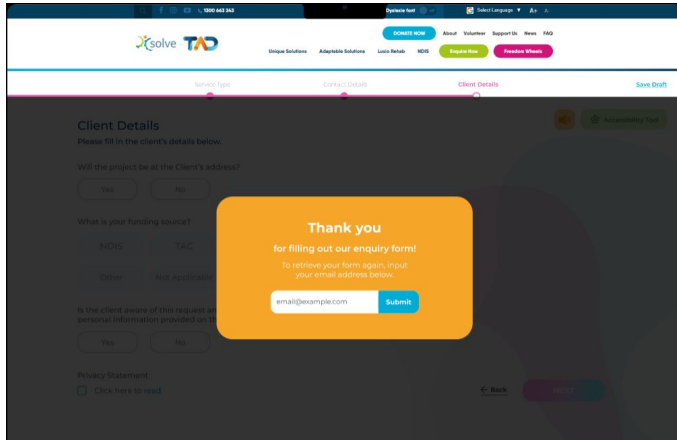 1300 663 243
Dyslexie font
Off
Select Language ▼
A+ A-
solve TAD
DONATE NOW
About Volunteer Support Us News FAQ
Unique Solutions Adaptable Solutions Lusio Rehab NDIS
Enquire Now
Freedom Wheels
Service Type
Contact Details
Client Details
Save Draft
Client Details
Accessibility Tool
Please fill in the client's details below.
Will the project be at the Client's address?
Yes No
What is your funding source?
NDIS TAC
Other Not Applicable
Thank you
for filling out our enquiry form!
To retrieve your form again, input
your email address below.
email@example.com Submit
Is the client aware of this request an
personal information provided on t
Yes No
Privacy Statement
Click here to read
← Back NEXT